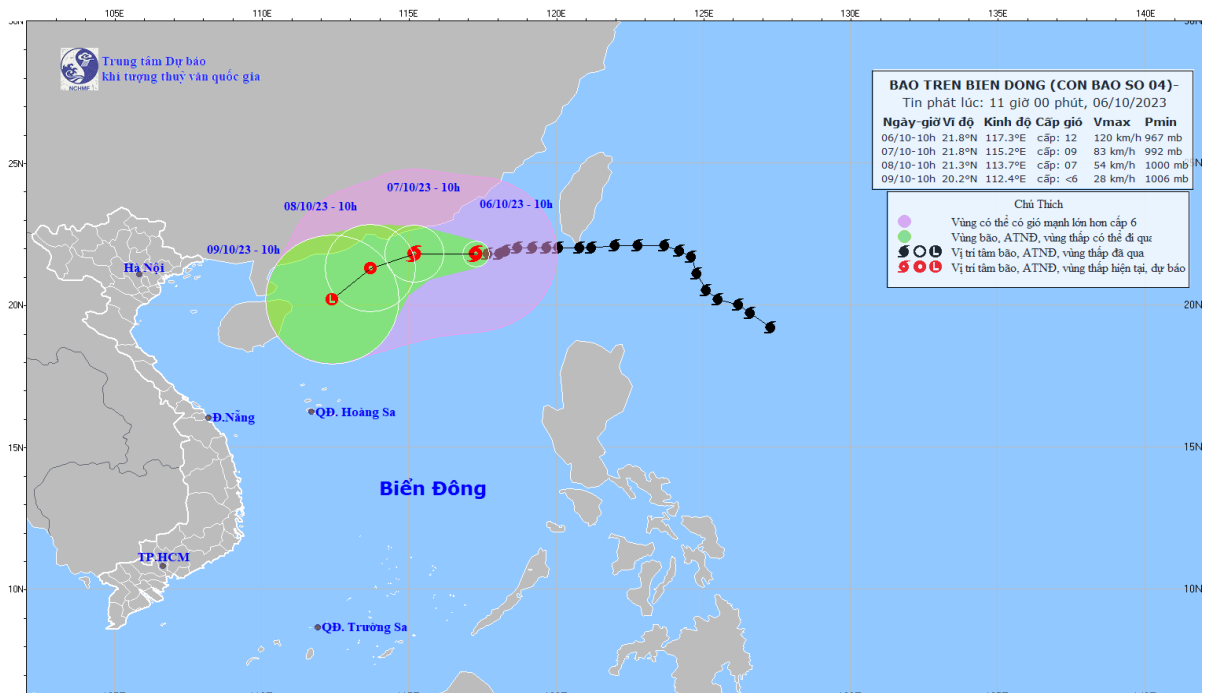 105E 110E 115E 120E 125E 130E 135E 140E
Trung tâm Dự báo
khí tượng thuỷ văn quốc gia
NCHMF
BAO TREN BIEN DONG (CON BAO SO 04)-
Tin phát lúc: 11 giờ 00 phút, 06/10/2023
Ngày-giờ Vĩ độ Kinh độ Cấp gió Vmax Pmin
06/10-10h 21.8°N 117.3°E cấp: 12 120 km/h 967 mb
07/10-10h 21.8°N 115.2°E cấp: 09 83 km/h 992 mb
08/10-10h 21.3°N 113.7°E cấp: 07 54 km/h 1000 mb
09/10-10h 20.2°N 112.4°E cấp: <6 28 km/h 1006 mb
Chú Thích
Vùng có thể có gió mạnh lớn hơn cấp 6
Vùng bão, ATNĐ, vùng thấp có thể đi qua
L Vị trí tâm bão, ATNĐ, vùng thấp đã qua
L Vị trí tâm bão, ATNĐ, vùng thấp hiện tại, dự báo
25N
07/10/23 - 10h
08/10/23 - 10h
06/10/23 - 10h
09/10/23 - 10h
Hà Nội
L
20N 20N
Đ.Nẵng
QĐ. Hoàng Sa
15N 15N
Biển Đông
TP.HCM
10N 10N
QĐ. Trường Sa